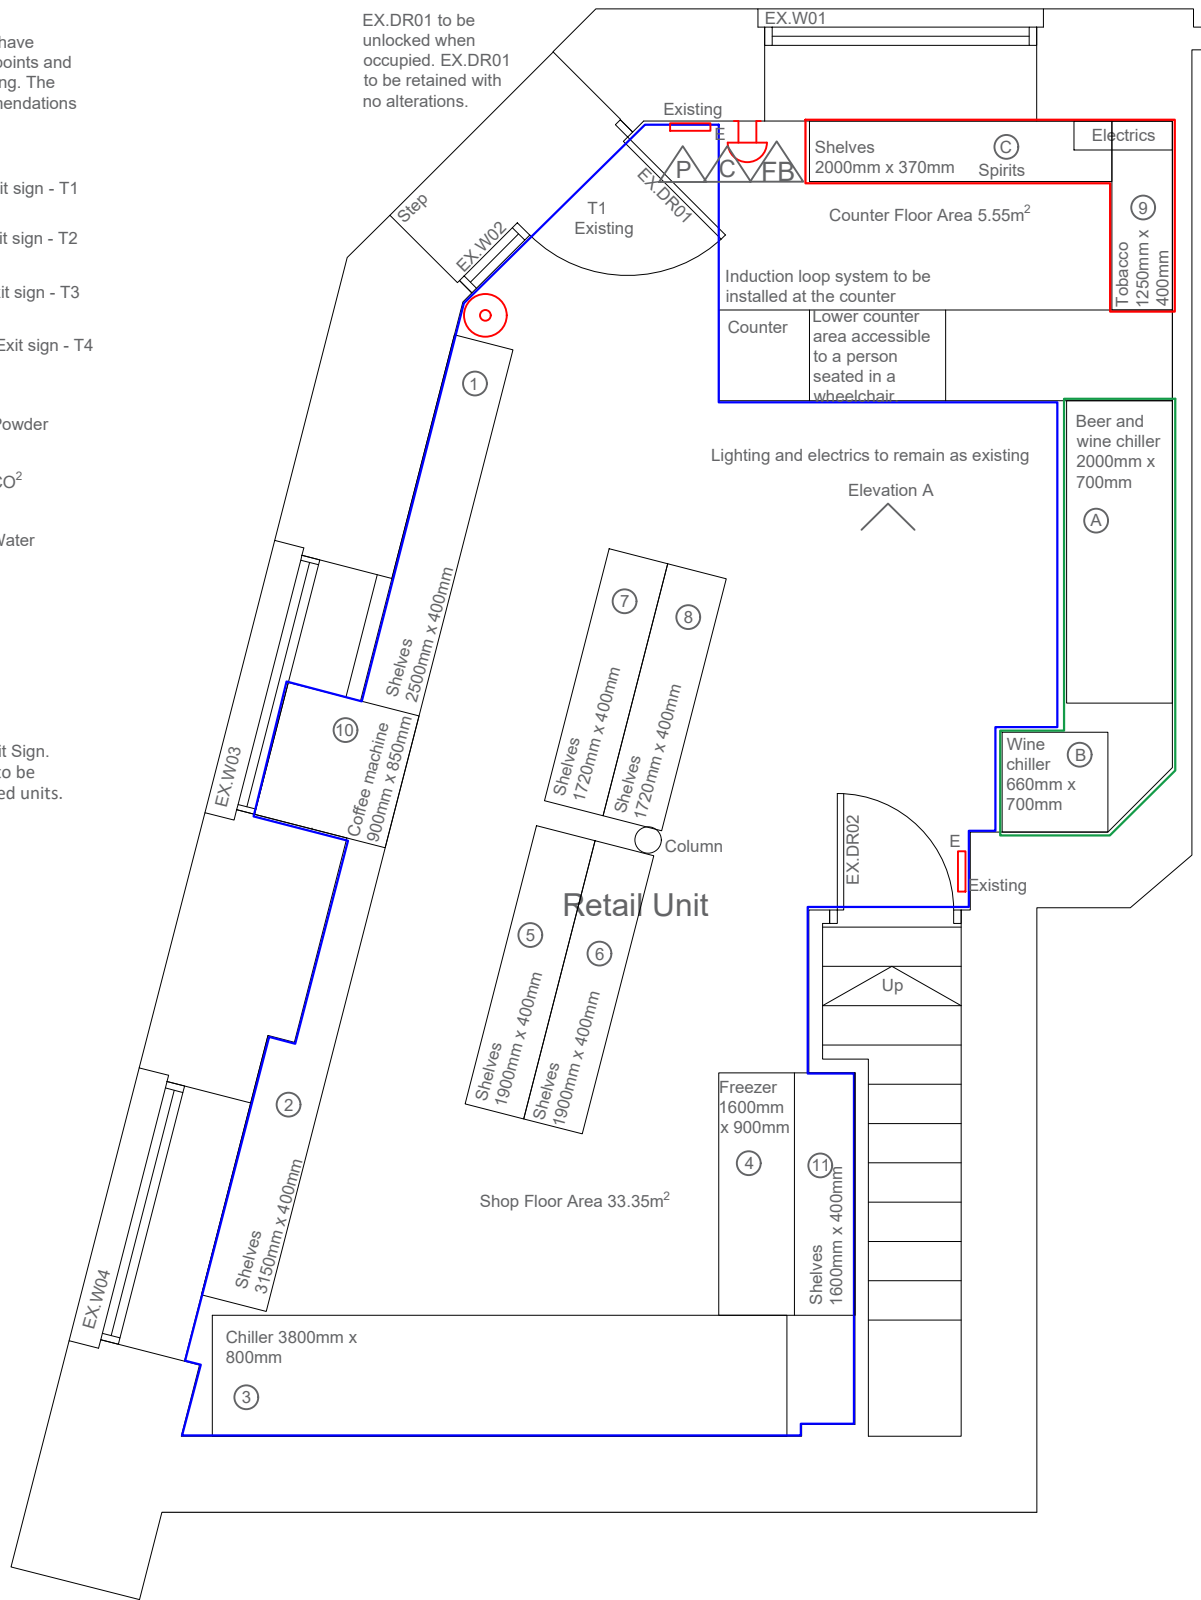 have
points and
ng. The
mendations
it sign - T1
it sign - T2
it sign - T3
Exit sign - T4
Powder
CO²
Water
it Sign.
to be
ed units.
EX.DR01 to be
unlocked when
occupied. EX.DR01
to be retained with
no alterations.
EX.W01
Existing
E
P
C
FB
Shelves
2000mm x 370mm
C
Spirits
Electrics
Step
EX.W02
EX.DR01
T1
Existing
Counter Floor Area 5.55m²
9
Tobacco
1250mm x
400mm
Induction loop system to be
installed at the counter
Counter
Lower counter
area accessible
to a person
seated in a
wheelchair
1
Shelves
2500mm x 400mm
Lighting and electrics to remain as existing
Elevation A
Beer and
wine chiller
2000mm x
700mm
A
7
Shelves
1720mm x 400mm
8
Shelves
1720mm x 400mm
10
Coffee machine
900mm x 850mm
EX.W03
Wine
chiller
660mm x
700mm
B
Column
EX.DR02
E
Existing
Retail Unit
5
Shelves
1900mm x 400mm
6
Shelves
1900mm x 400mm
Up
2
Shelves
3150mm x 400mm
Freezer
1600mm
x 900mm
4
11
Shelves
1600mm x 400mm
Shop Floor Area 33.35m²
EX.W04
Chiller 3800mm x
800mm
3